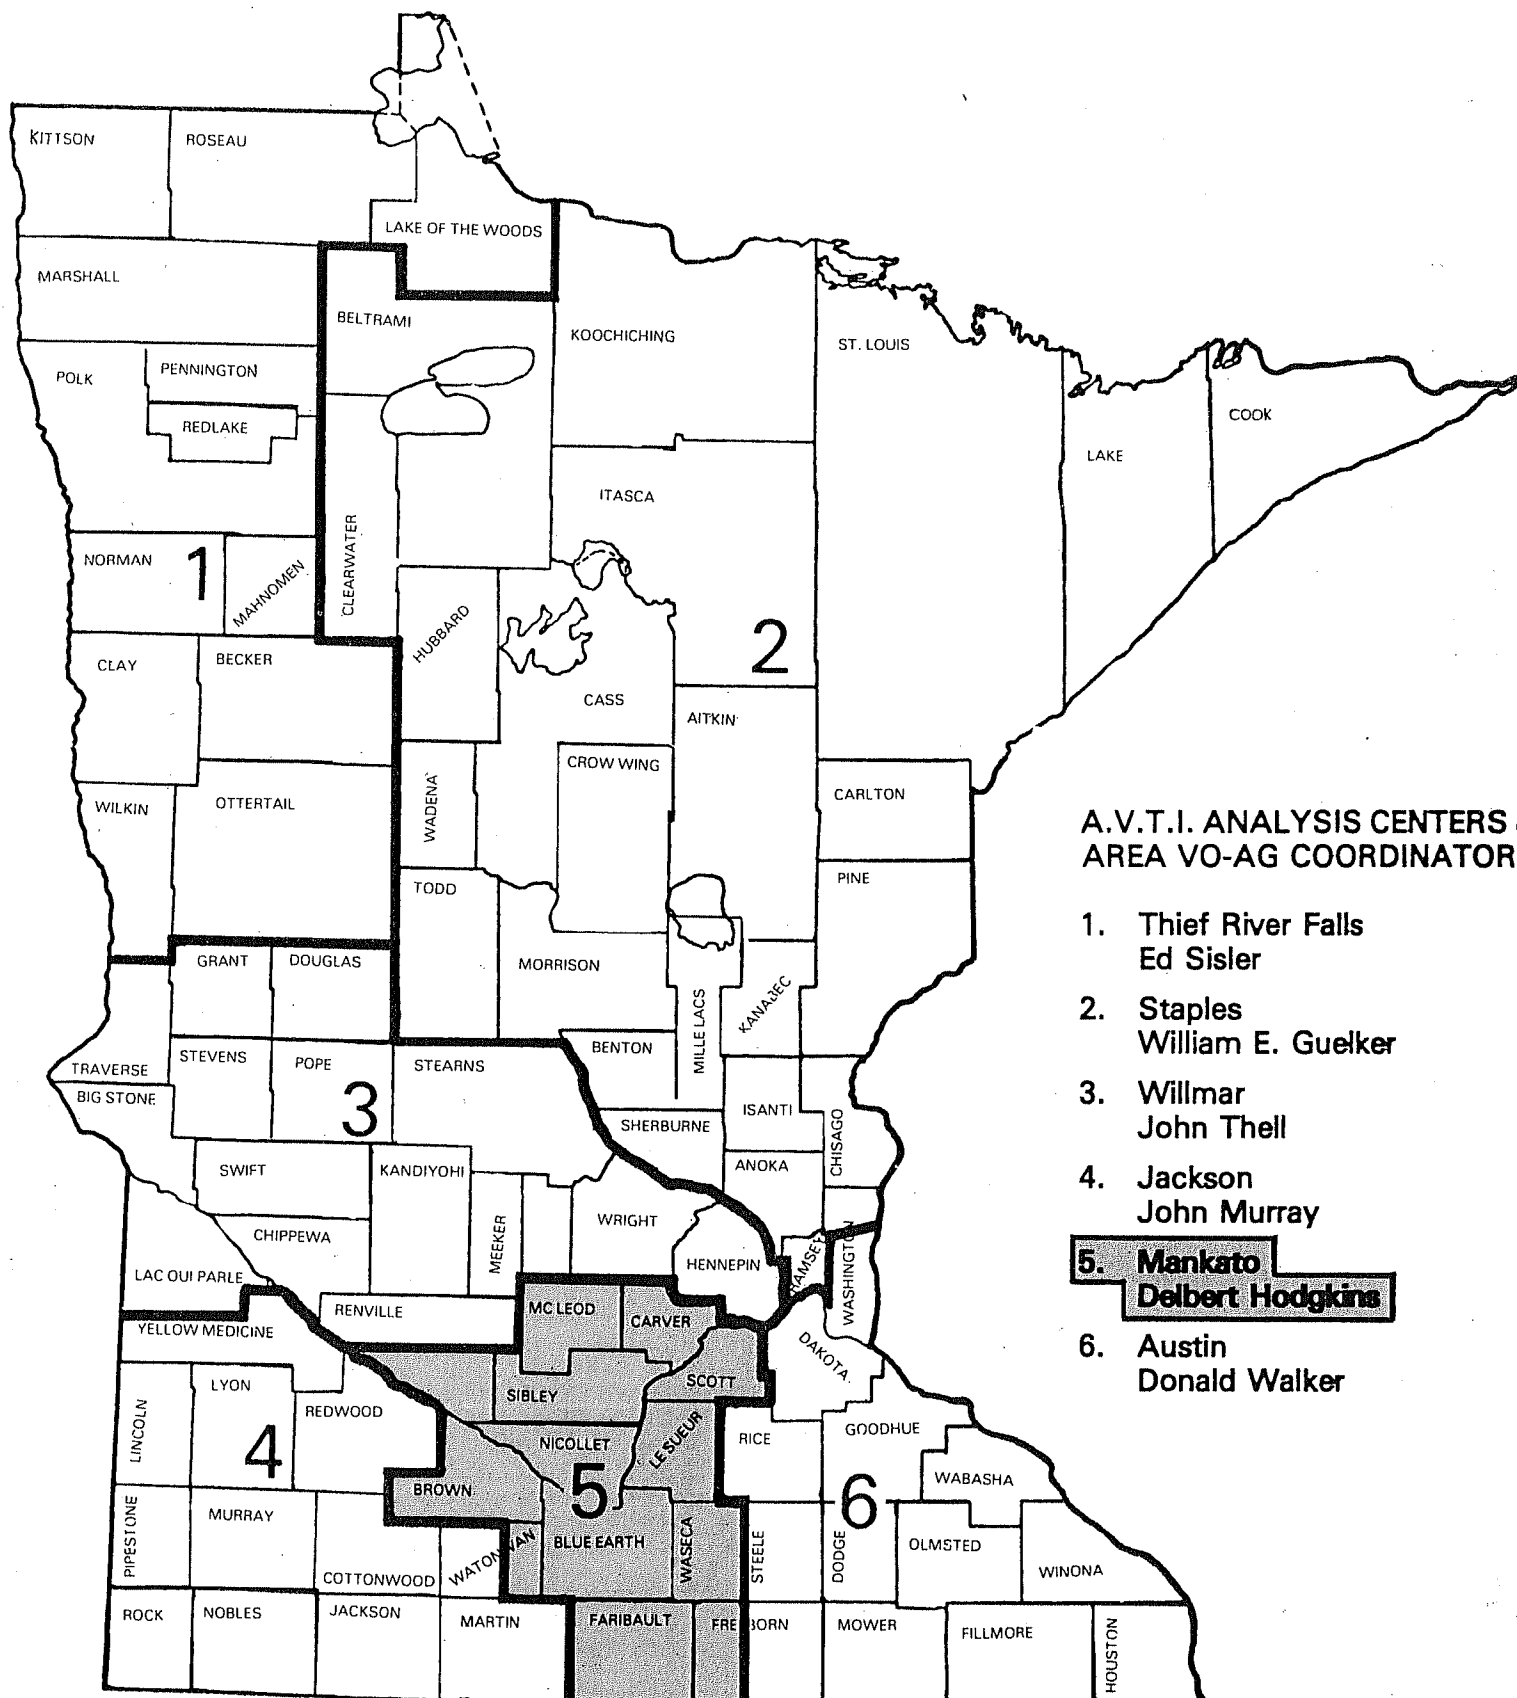 KITTSON
ROSEAU
LAKE OF THE WOODS
MARSHALL
BELTRAMI
KOOCHICHING
ST. LOUIS
POLK
PENNINGTON
REDLAKE
COOK
LAKE
ITASCA
CLEARWATER
NORMAN
1
MAHNOMEN
HUBBARD
2
CLAY
BECKER
CASS
AITKIN
CROW WING
WADENA
CARLTON
WILKIN
OTTERTAIL
TODD
PINE
GRANT
DOUGLAS
MORRISON
MILLE LACS
KANABEC
BENTON
TRAVERSE
STEVENS
POPE
STEARNS
BIG STONE
3
ISANTI
SHERBURNE
CHISAGO
SWIFT
KANDIYOHI
ANOKA
CHIPPEWA
MEEKER
WRIGHT
HENNEPIN
RAMSEY
WASHINGTON
LAC QUI PARLE
RENVILLE
MC LEOD
CARVER
YELLOW MEDICINE
DAKOTA
LYON
SIBLEY
SCOTT
LINCOLN
REDWOOD
LE SUEUR
RICE
GOODHUE
4
NICOLLET
BROWN
5
6
WABASHA
PIPESTONE
MURRAY
COTTONWOOD
WATONWAN
BLUE EARTH
WASECA
STEELE
DODGE
OLMSTED
WINONA
ROCK
NOBLES
JACKSON
MARTIN
FARIBAULT
FREEBORN
MOWER
FILLMORE
HOUSTON
A.V.T.I. ANALYSIS CENTERS
AREA VO-AG COORDINATOR
1. Thief River Falls
Ed Sisler
2. Staples
William E. Guelker
3. Willmar
John Thell
4. Jackson
John Murray
5. Mankato
Delbert Hodgkins
6. Austin
Donald Walker